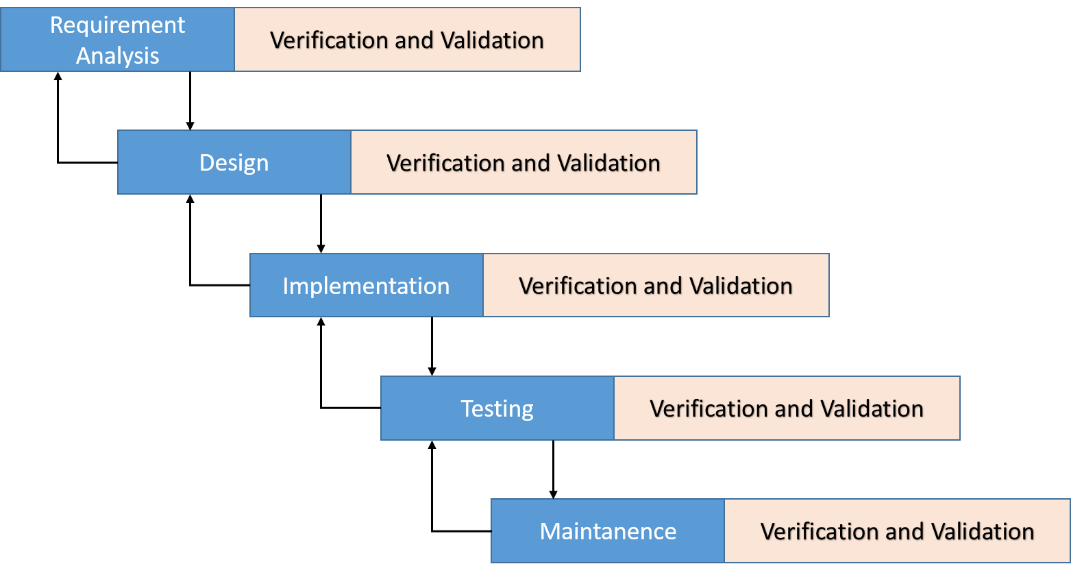 Requirement
Analysis
Verification and Validation
Design
Verification and Validation
Implementation
Verification and Validation
Testing
Verification and Validation
Maintanence
Verification and Validation